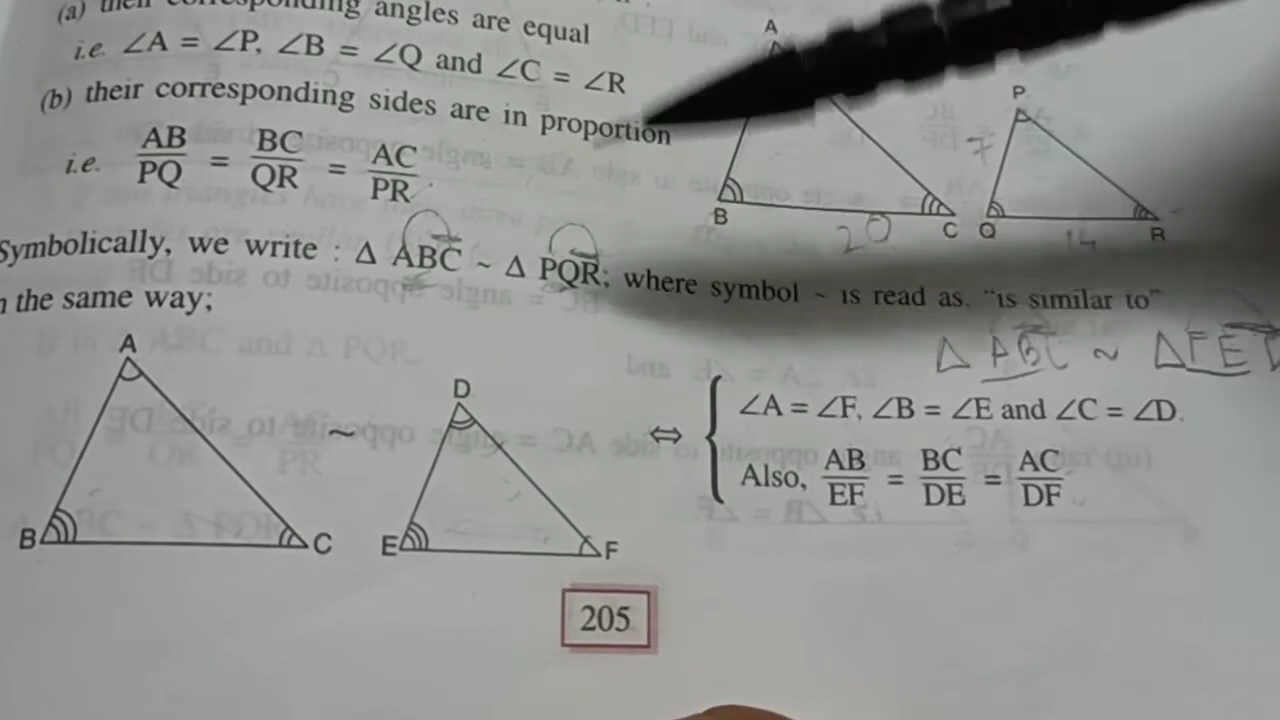 (a) their corresponding angles are equal
i.e. ∠A = ∠P, ∠B = ∠Q and ∠C = ∠R
(b) their corresponding sides are in proportion
i.e. AB/PQ = BC/QR = AC/PR.
A
B
C
20
P
Q
R
7
14
Symbolically, we write : Δ ABC ~ Δ PQR; where symbol ~ is read as. "is similar to"
the same way;
Δ ABC ~ Δ FE
A
B
C
~
D
E
F
⇔
∠A = ∠F, ∠B = ∠E and ∠C = ∠D.
Also, AB/EF = BC/DE = AC/DF
205